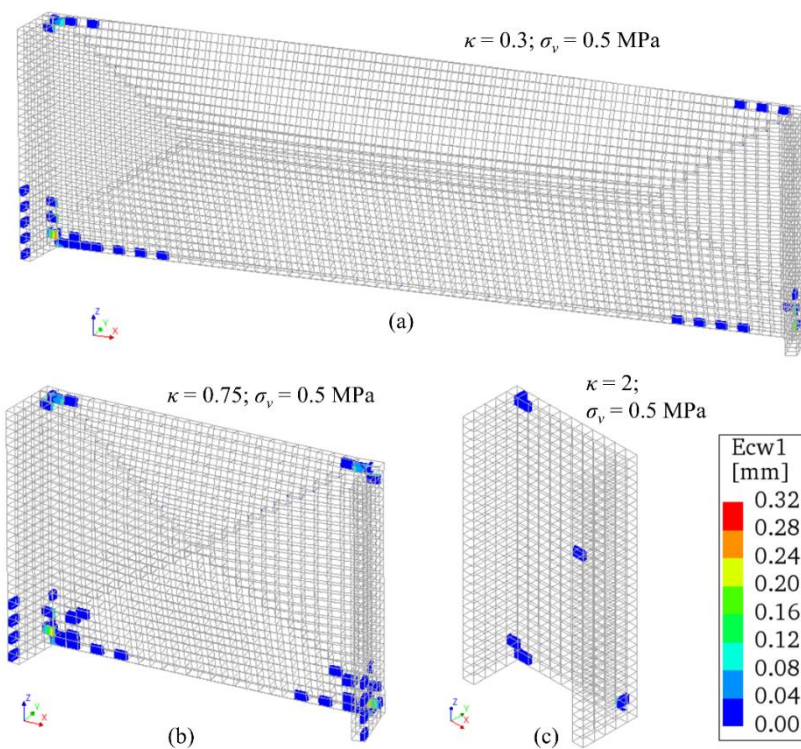 κ = 0.3; σv = 0.5 MPa
Z
Y
X
(a)
κ = 0.75; σv = 0.5 MPa
κ = 2;
σv = 0.5 MPa
Ecw1
[mm]
0.32
0.28
0.24
0.20
0.16
0.12
0.08
0.04
0.00
Z
Y
X
(b)
Z
Y
X
(c)